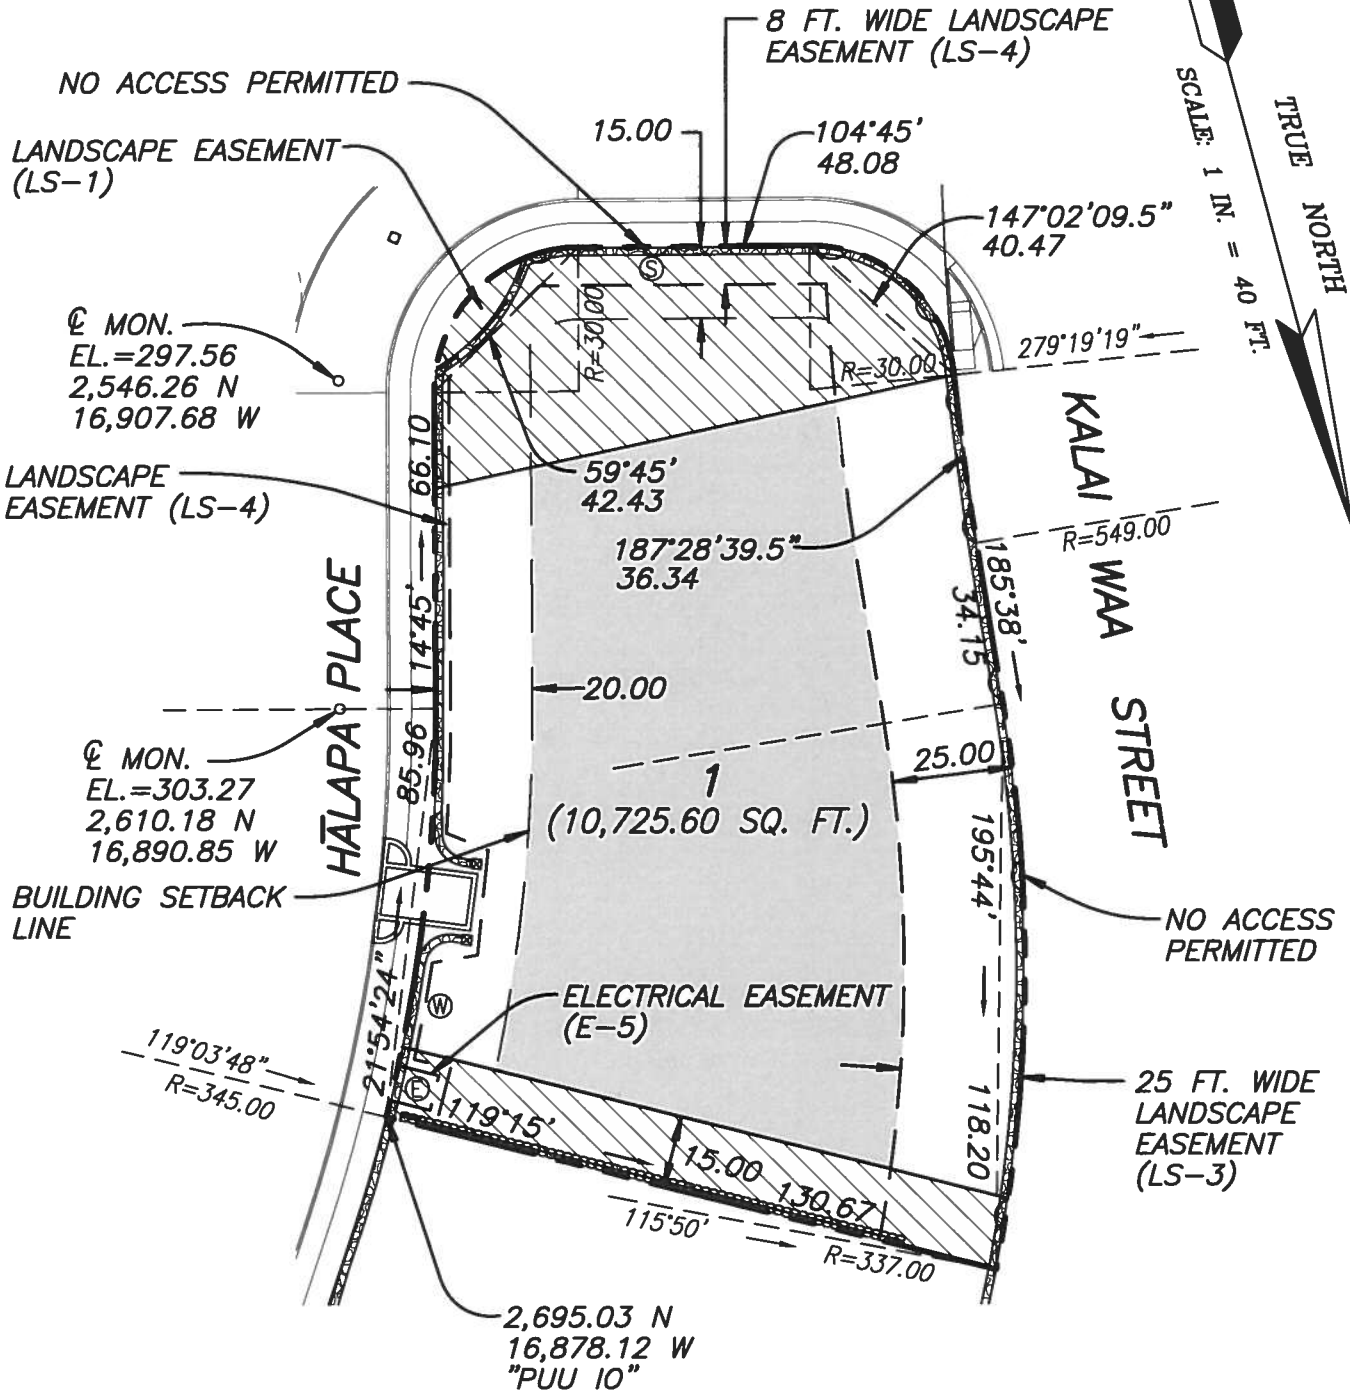 8 FT. WIDE LANDSCAPE
EASEMENT (LS-4)
NO ACCESS PERMITTED
15.00
104°45'
48.08
LANDSCAPE EASEMENT
(LS-1)
147°02'09.5"
40.47
TRUE NORTH
SCALE: 1 IN. = 40 FT.
S
℄ MON.
EL.=297.56
2,546.26 N
16,907.68 W
R=30.00
R=30.00
279°19'19"
KALAI WAA STREET
LANDSCAPE
EASEMENT (LS-4)
66.10
14°45'
59°45'
42.43
187°28'39.5"
36.34
R=549.00
185°38'
34.15
HĀLAPA PLACE
20.00
℄ MON.
EL.=303.27
2,610.18 N
16,890.85 W
85.96
25.00
1
(10,725.60 SQ. FT.)
195°44'
118.20
BUILDING SETBACK
LINE
NO ACCESS
PERMITTED
21°54'24"
W
ELECTRICAL EASEMENT
(E-5)
119°03'48"
R=345.00
E
119°15'
15.00
130.67
25 FT. WIDE
LANDSCAPE
EASEMENT
(LS-3)
115°50'
R=337.00
2,695.03 N
16,878.12 W
"PUU IO"